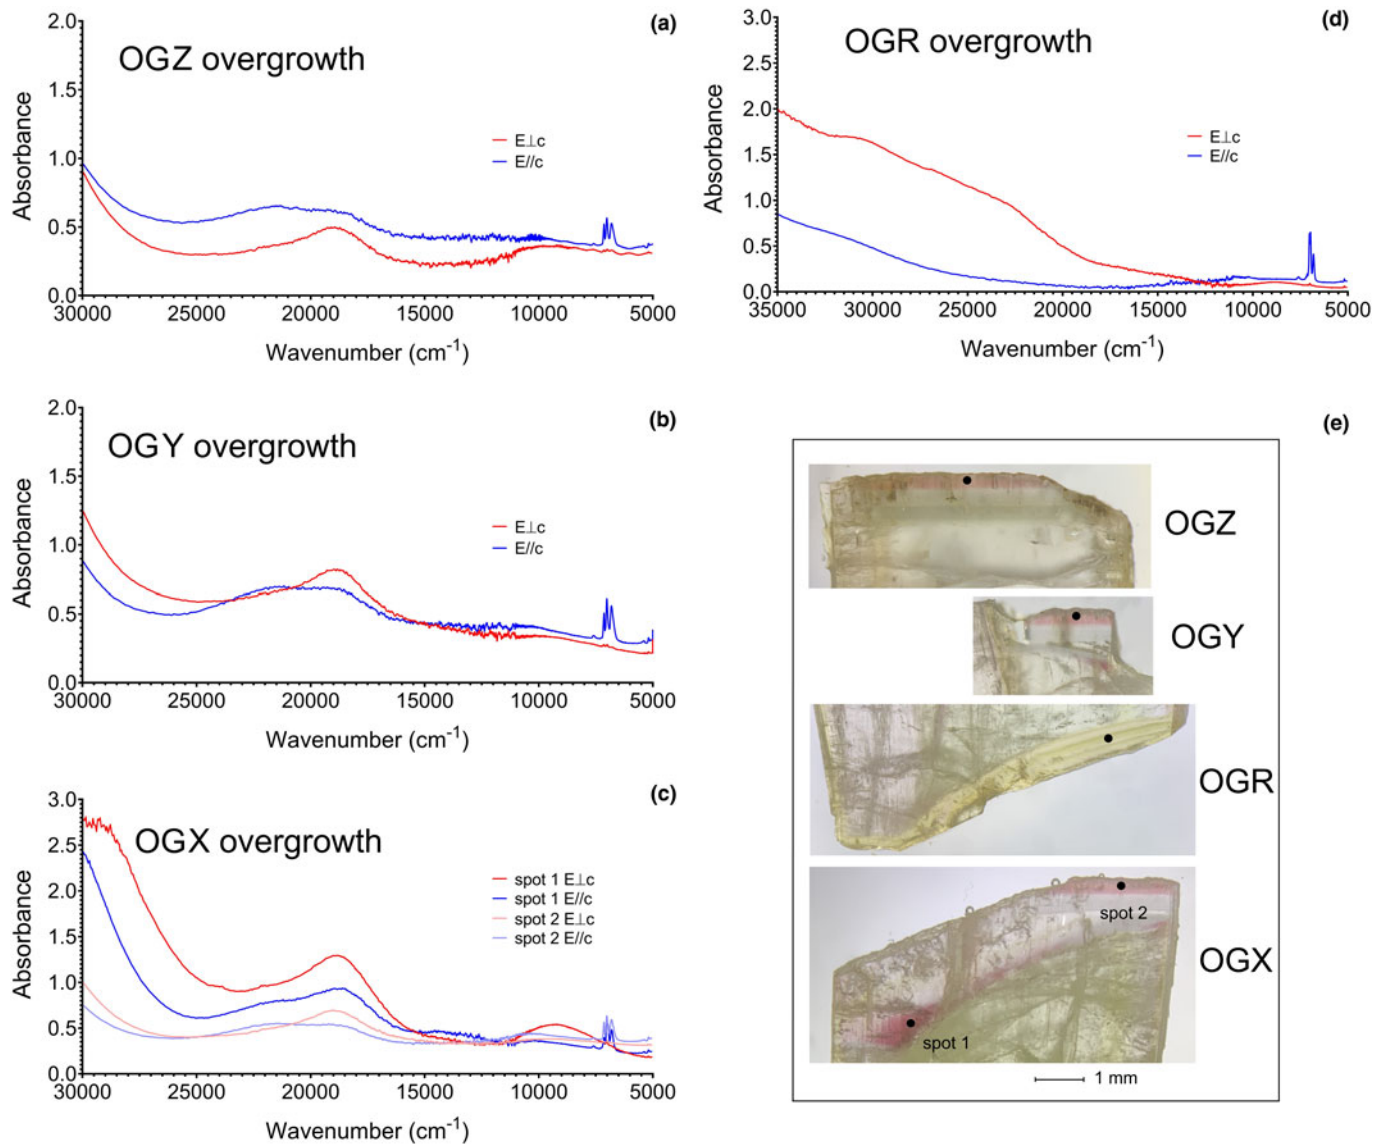 (a)
OGZ overgrowth
2.0
1.5
1.0
0.5
0.0
Absorbance
E⊥c
E//c
30000 25000 20000 15000 10000 5000
Wavenumber (cm⁻¹)
(b)
OGY overgrowth
2.0
1.5
1.0
0.5
0.0
Absorbance
E⊥c
E//c
30000 25000 20000 15000 10000 5000
Wavenumber (cm⁻¹)
(c)
OGX overgrowth
3.0
2.5
2.0
1.5
1.0
0.5
0.0
Absorbance
spot 1 E⊥c
spot 1 E//c
spot 2 E⊥c
spot 2 E//c
30000 25000 20000 15000 10000 5000
Wavenumber (cm⁻¹)
(d)
OGR overgrowth
3.0
2.5
2.0
1.5
1.0
0.5
0.0
Absorbance
E⊥c
E//c
35000 30000 25000 20000 15000 10000 5000
Wavenumber (cm⁻¹)
(e)
OGZ
OGY
OGR
OGX
spot 2
spot 1
1 mm